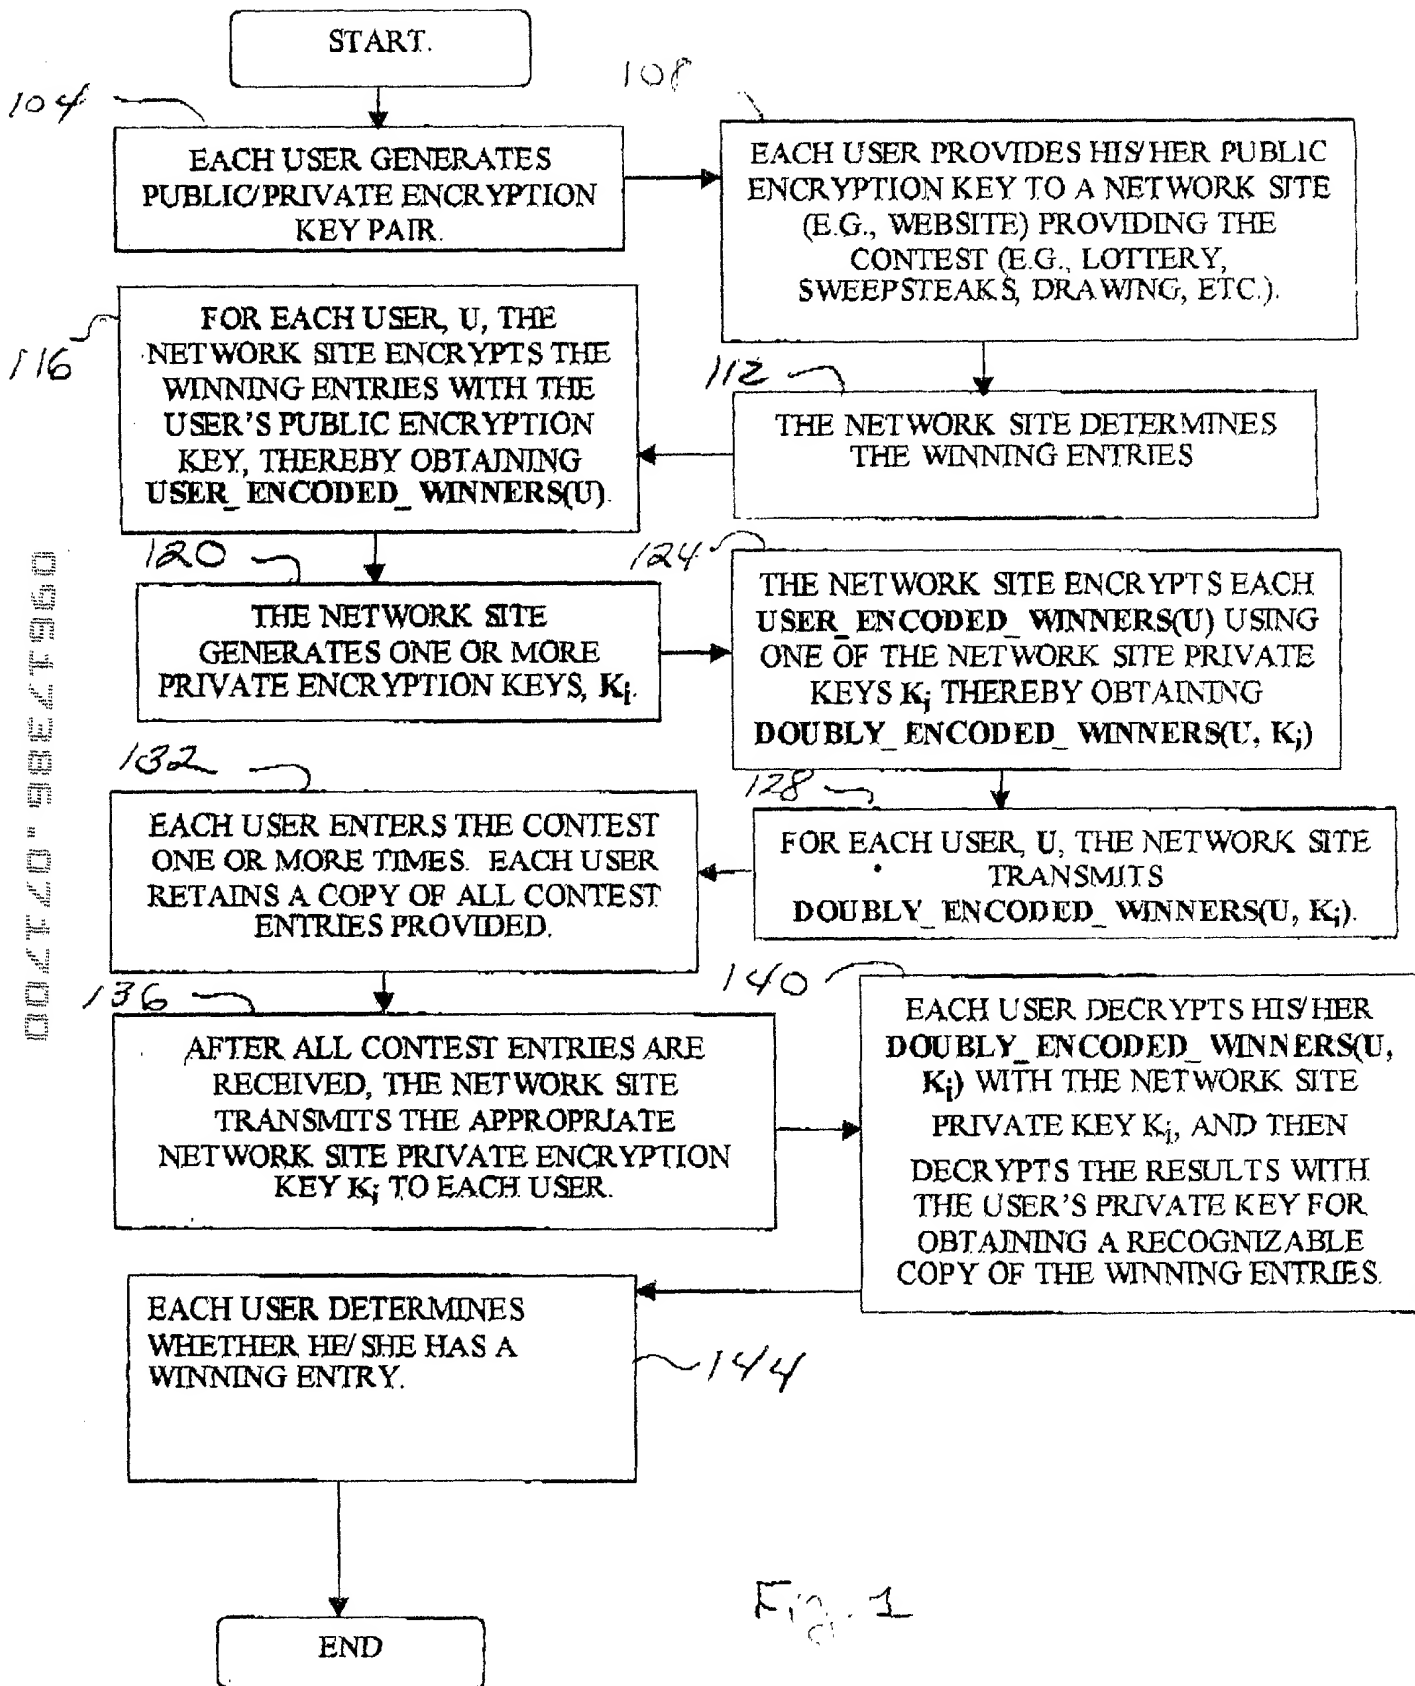 START.
104
108
EACH USER GENERATES
PUBLIC/PRIVATE ENCRYPTION
KEY PAIR.
EACH USER PROVIDES HIS/HER PUBLIC
ENCRYPTION KEY TO A NETWORK SITE
(E.G., WEBSITE) PROVIDING THE
CONTEST (E.G., LOTTERY,
SWEEPSTEAKS, DRAWING, ETC.).
112
THE NETWORK SITE DETERMINES
THE WINNING ENTRIES
116
FOR EACH USER, U, THE
NETWORK SITE ENCRYPTS THE
WINNING ENTRIES WITH THE
USER'S PUBLIC ENCRYPTION
KEY, THEREBY OBTAINING
USER_ENCODED_WINNERS(U).
120
THE NETWORK SITE
GENERATES ONE OR MORE
PRIVATE ENCRYPTION KEYS, Ki.
124
THE NETWORK SITE ENCRYPTS EACH
USER_ENCODED_WINNERS(U) USING
ONE OF THE NETWORK SITE PRIVATE
KEYS Ki THEREBY OBTAINING
DOUBLY_ENCODED_WINNERS(U, Ki)
128
FOR EACH USER, U, THE NETWORK SITE
TRANSMITS
DOUBLY_ENCODED_WINNERS(U, Ki).
132
EACH USER ENTERS THE CONTEST
ONE OR MORE TIMES. EACH USER
RETAINS A COPY OF ALL CONTEST
ENTRIES PROVIDED.
136
AFTER ALL CONTEST ENTRIES ARE
RECEIVED, THE NETWORK SITE
TRANSMITS THE APPROPRIATE
NETWORK SITE PRIVATE ENCRYPTION
KEY Ki TO EACH USER.
140
EACH USER DECRYPTS HIS/HER
DOUBLY_ENCODED_WINNERS(U,
Ki) WITH THE NETWORK SITE
PRIVATE KEY Ki, AND THEN
DECRYPTS THE RESULTS WITH
THE USER'S PRIVATE KEY FOR
OBTAINING A RECOGNIZABLE
COPY OF THE WINNING ENTRIES.
EACH USER DETERMINES
WHETHER HE/SHE HAS A
WINNING ENTRY.
144
END
Fig. 1